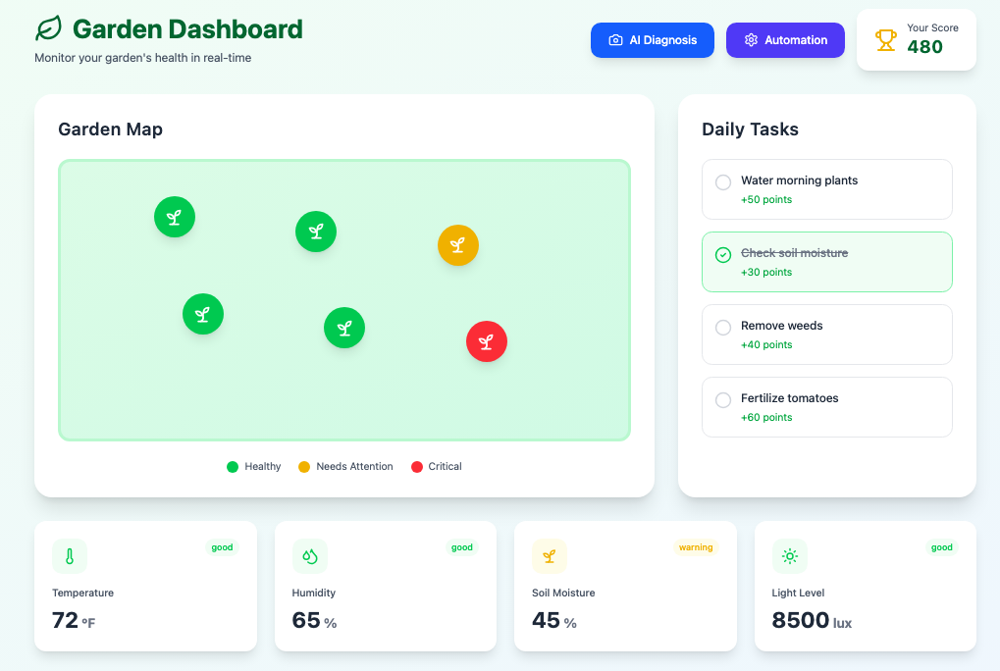 Garden Dashboard
Monitor your garden's health in real-time
AI Diagnosis
Automation
Your Score
480
Garden Map
Healthy
Needs Attention
Critical
Daily Tasks
Water morning plants
+50 points
Check soil moisture
+30 points
Remove weeds
+40 points
Fertilize tomatoes
+60 points
good
Temperature
72 °F
good
Humidity
65 %
warning
Soil Moisture
45 %
good
Light Level
8500 lux